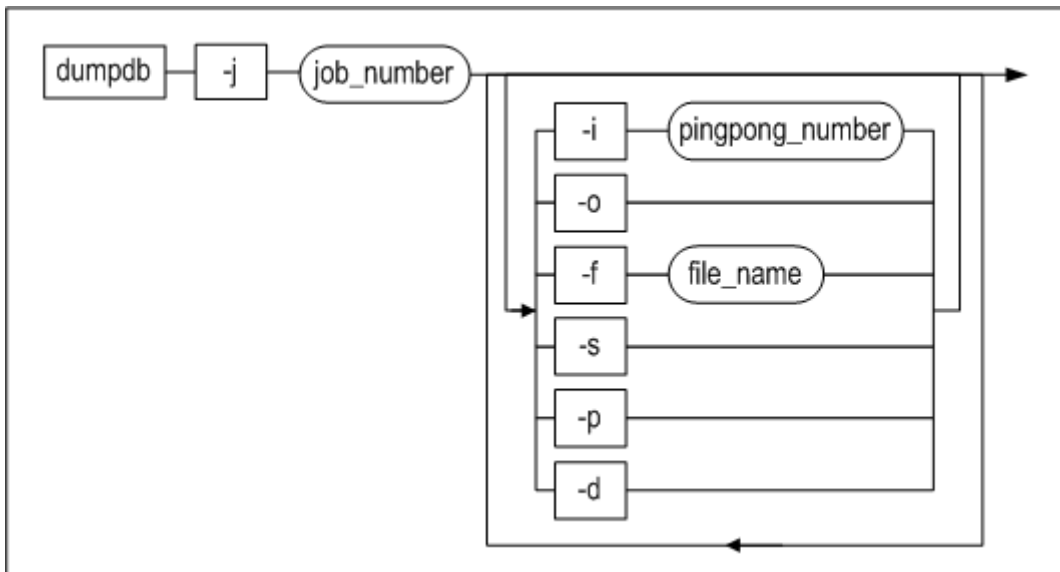 dumpdb -j job_number
-i pingpong_number
-o
-f file_name
-s
-p
-d